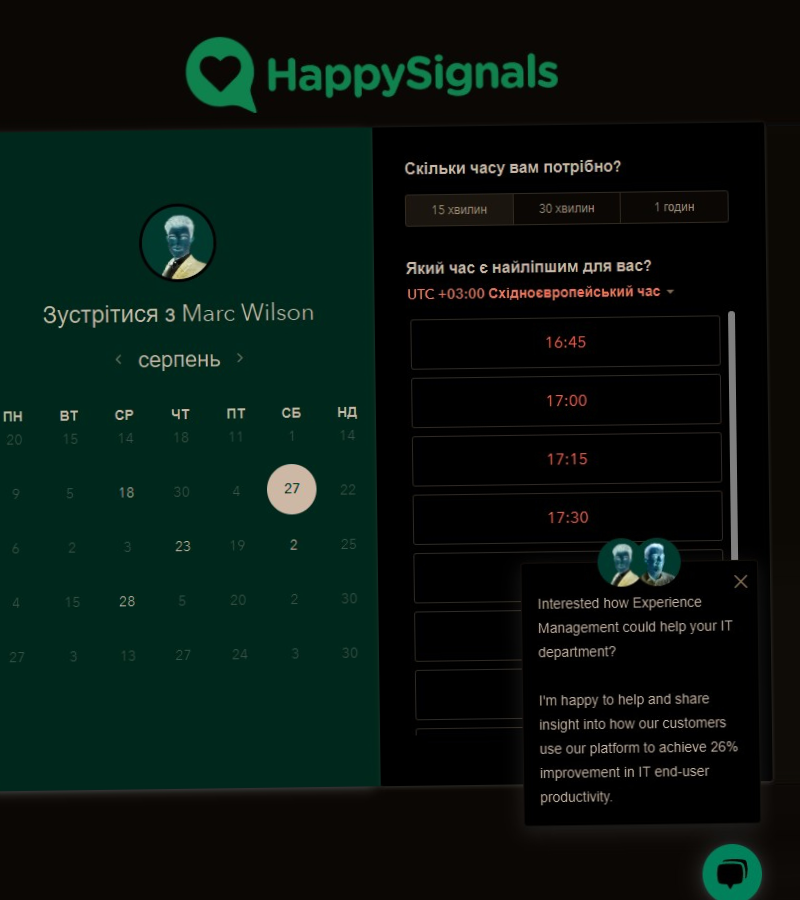 HappySignals
Зустрітися з Marc Wilson
серпень
ПН ВТ СР ЧТ ПТ СБ НД
20 15 14 18 11 1 14
9 5 18 30 4 27 22
6 2 3 23 19 2 25
4 15 28 5 20 2 30
27 3 13 27 24 3 30
Скільки часу вам потрібно?
15 хвилин 30 хвилин 1 годин
Який час є найліпшим для вас?
UTC +03:00 Східноєвропейський час
16:45
17:00
17:15
17:30
Interested how Experience
Management could help your IT
department?
I'm happy to help and share
insight into how our customers
use our platform to achieve 26%
improvement in IT end-user
productivity.